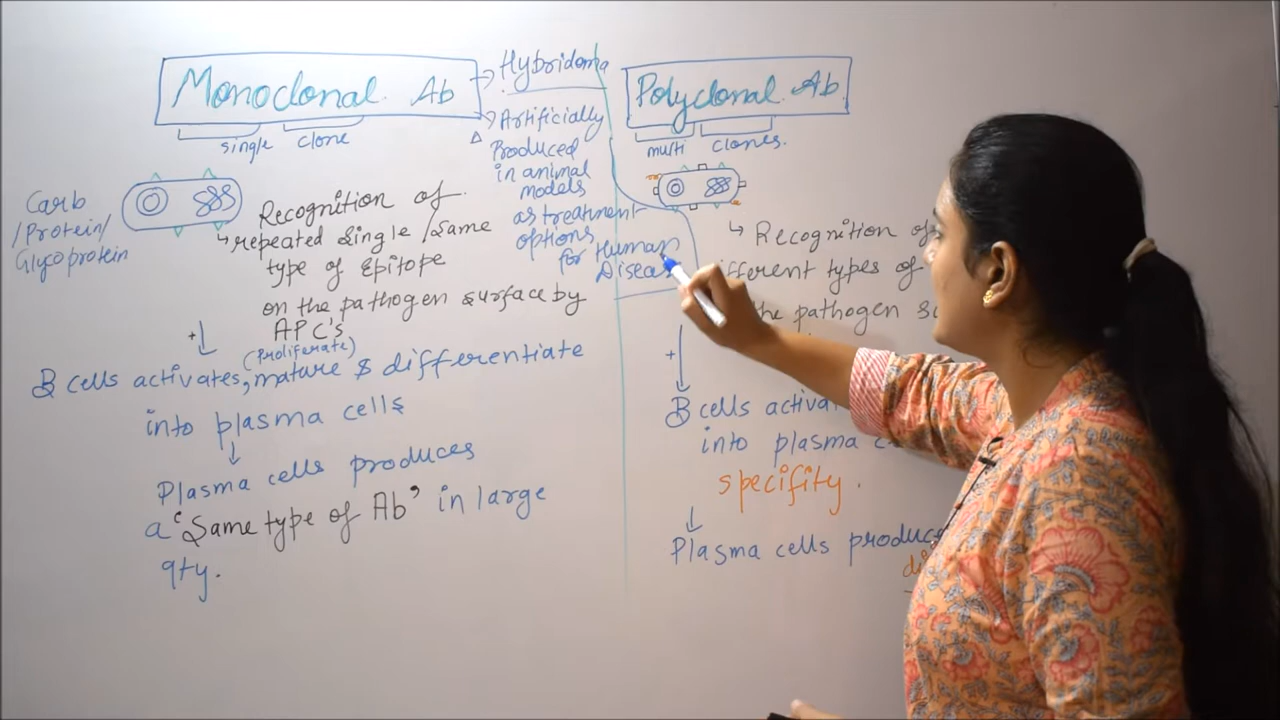 Monoclonal Ab
single clone
Carb
/Protein/
Glycoprotein
Recognition of
↳ repeated single / same
type of Epitope
on the pathogen surface by
APC's
+
(Proliferate)
B cells activates, mature & differentiate
into plasma cells
Plasma cells produces
a 'Same type of Ab' in large
qty.
→ Hybridoma
→ Artificially
Produced
in animal
models
as treatment
options
for Human
Diseas
Polyclonal Ab
multi clones.
↳ Recognition of
ifferent types of
the pathogen
+
B cells activa
into plasma
specifity.
Plasma cells produc